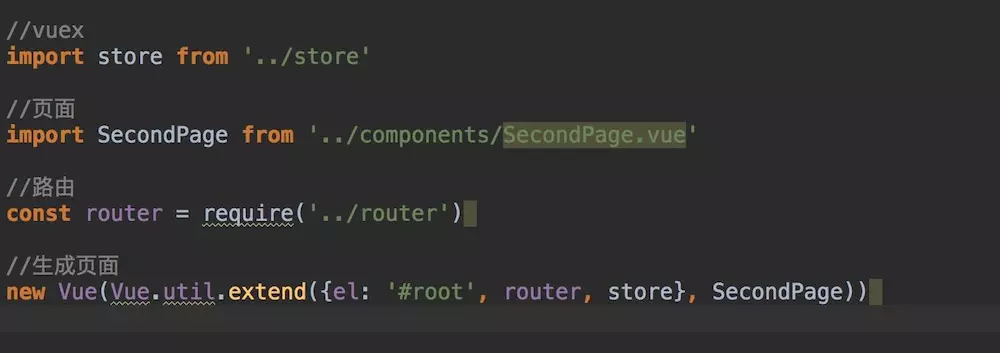 //vuex
import store from '../store'
//页面
import SecondPage from '../components/SecondPage.vue'
//路由
const router = require('../router')
//生成页面
new Vue(Vue.util.extend({el: '#root', router, store}, SecondPage))